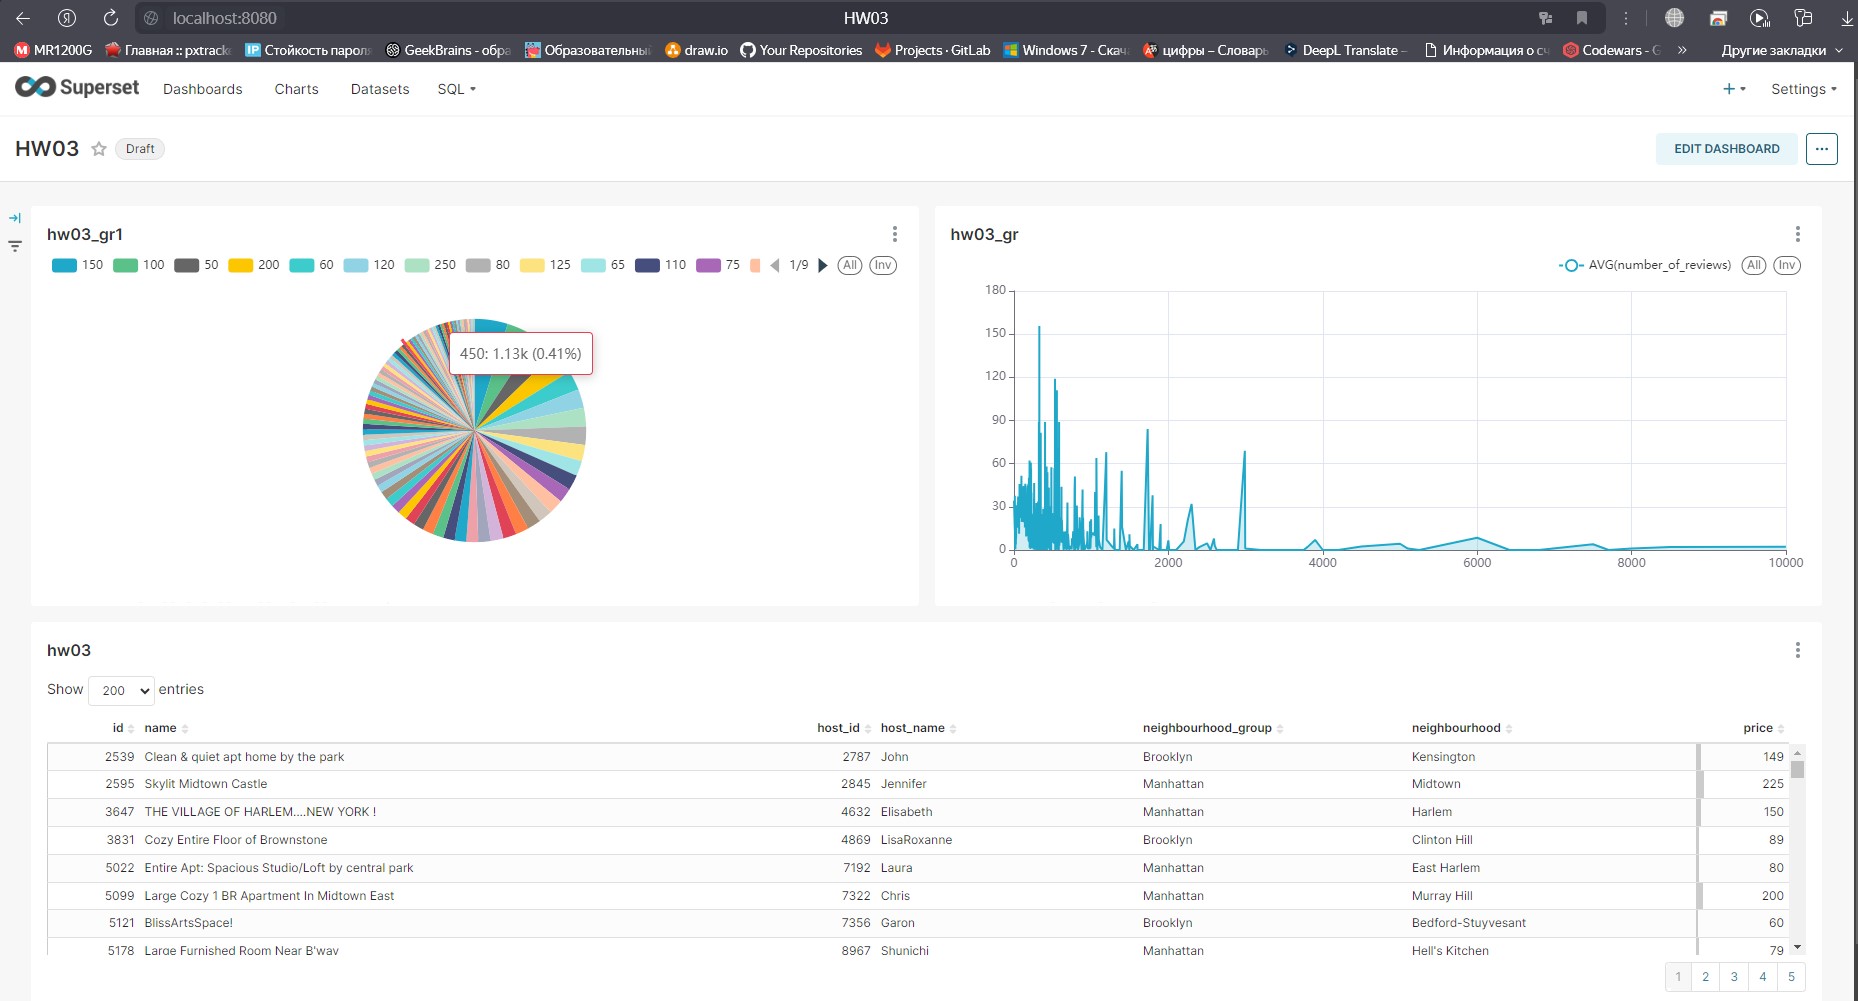 localhost:8080 HW03
MR1200G Главная :: pxtracke Стойкость пароля GeekBrains - обра Образовательны draw.io Your Repositories Projects · GitLab Windows 7 - Скача цифры – Словарь DeepL Translate – Информация о сч Codewars - G » Другие закладки
Superset Dashboards Charts Datasets SQL + Settings
HW03 Draft EDIT DASHBOARD ...
hw03_gr1
150 100 50 200 60 120 250 80 125 65 110 75 1/9 All Inv
450: 1.13k (0.41%)
hw03_gr
AVG(number_of_reviews) All Inv
180
150
120
90
60
30
0
0 2000 4000 6000 8000 10000
hw03
Show 200 entries
id name host_id host_name neighbourhood_group neighbourhood price
2539 Clean & quiet apt home by the park 2787 John Brooklyn Kensington 149
2595 Skylit Midtown Castle 2845 Jennifer Manhattan Midtown 225
3647 THE VILLAGE OF HARLEM....NEW YORK ! 4632 Elisabeth Manhattan Harlem 150
3831 Cozy Entire Floor of Brownstone 4869 LisaRoxanne Brooklyn Clinton Hill 89
5022 Entire Apt: Spacious Studio/Loft by central park 7192 Laura Manhattan East Harlem 80
5099 Large Cozy 1 BR Apartment In Midtown East 7322 Chris Manhattan Murray Hill 200
5121 BlissArtsSpace! 7356 Garon Brooklyn Bedford-Stuyvesant 60
5178 Large Furnished Room Near B'way 8967 Shunichi Manhattan Hell's Kitchen 79
1 2 3 4 5